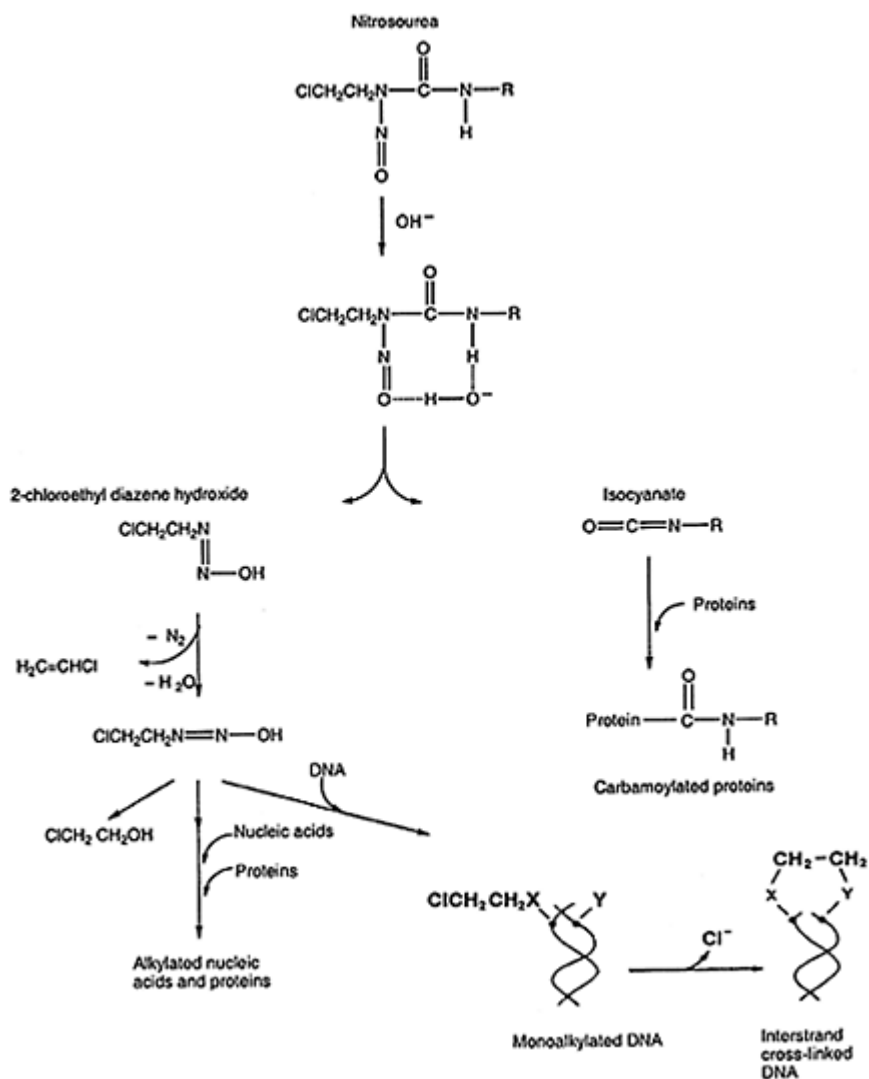 Nitrosourea
O
ClCH2CH2N—C—N—R
N H
O
OH−
O
ClCH2CH2N—C—N—R
N H
O H—O−
2-chloroethyl diazene hydroxide
Isocyanate
ClCH2CH2N
N—OH
O=C=N—R
− N2
Proteins
H2C=CHCl
−H2O
O
Protein—C—N—R
H
ClCH2CH2N=N—OH
Carbamoylated proteins
DNA
ClCH2CH2OH
Nucleic acids
Proteins
CH2−CH2
X Y
ClCH2CH2X Y
Cl−
Alkylated nucleic
acids and proteins
Monoalkylated DNA
Interstrand
cross-linked
DNA